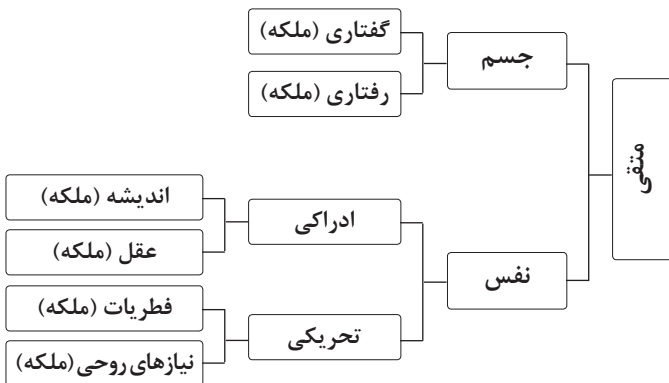 متقی
جسم
گفتاری (ملکه)
رفتاری (ملکه)
نفس
ادراکی
اندیشه (ملکه)
عقل (ملکه)
تحریکی
فطریات (ملکه)
نیازهای روحی (ملکه)